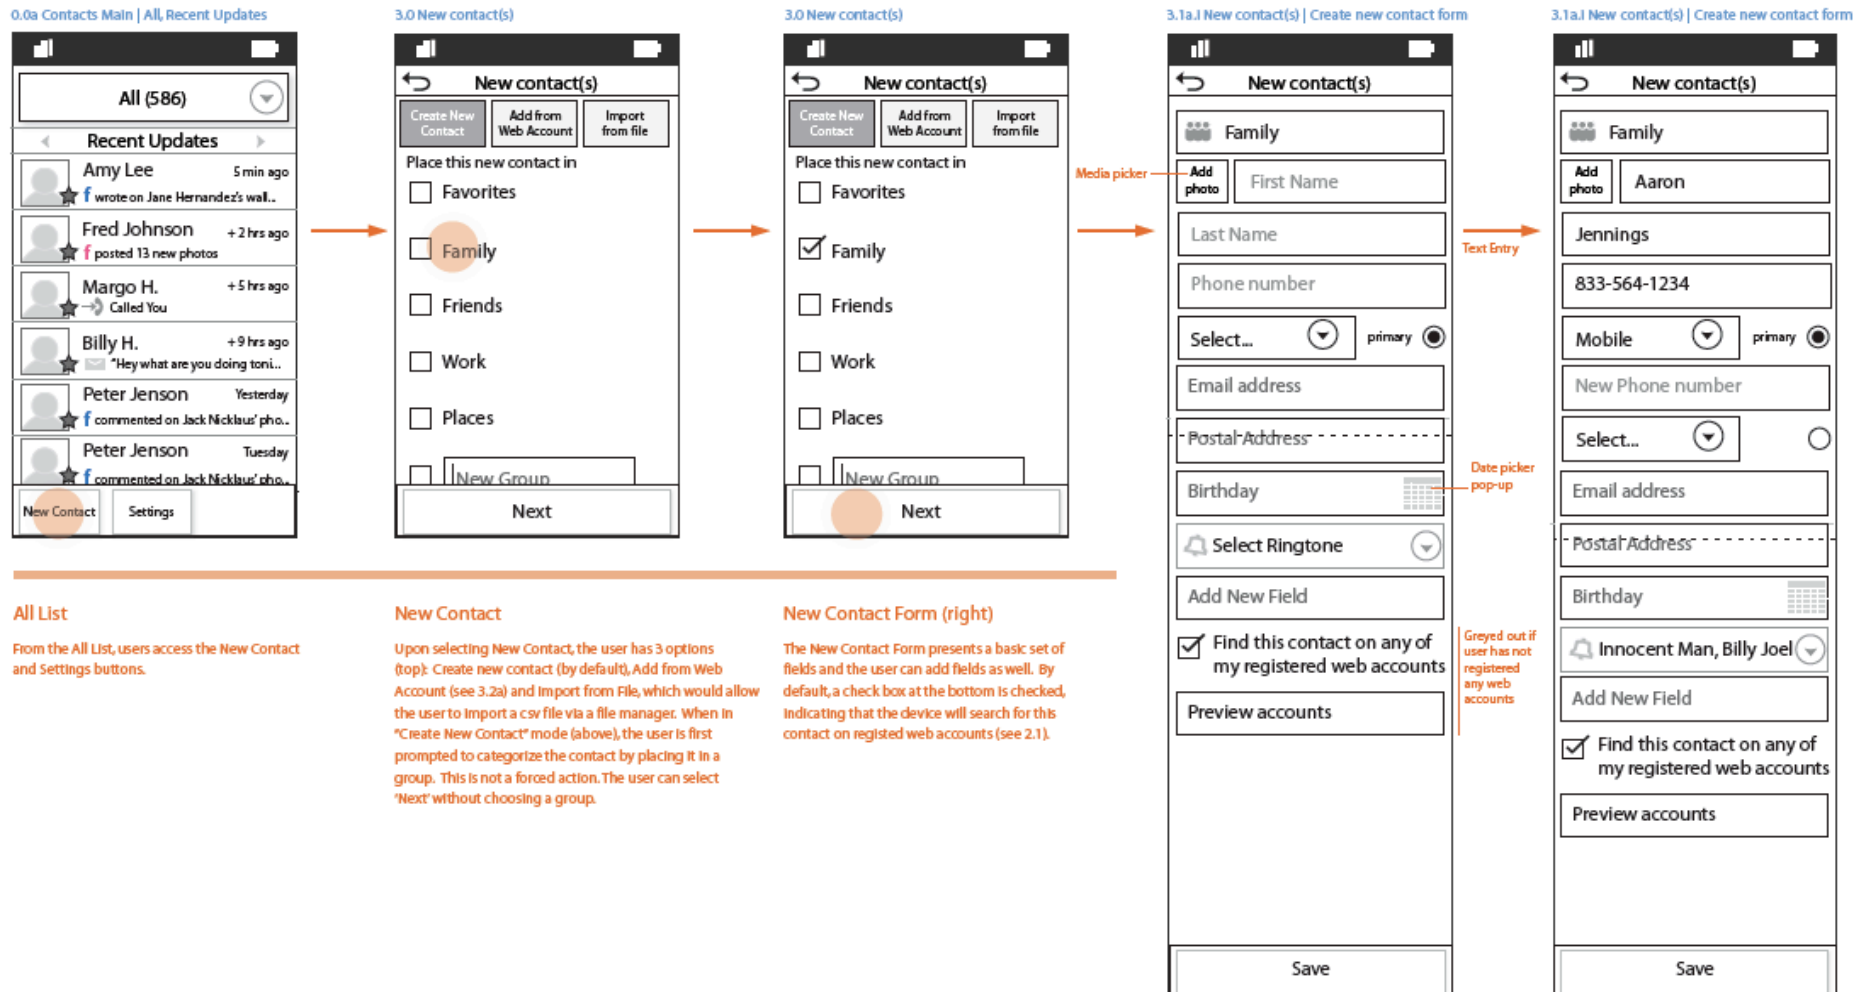 0.0a Contacts Main | All, Recent Updates
All (586)
Recent Updates
Amy Lee 5 min ago
f wrote on Jane Hernandez's wall...
Fred Johnson + 2 hrs ago
f posted 13 new photos
Margo H. + 5 hrs ago
Called You
Billy H. + 9 hrs ago
"Hey what are you doing toni...
Peter Jenson Yesterday
f commented on Jack Nicklaus' pho...
Peter Jenson Tuesday
f commented on Jack Nicklaus' pho...
New Contact Settings
All List
From the All List, users access the New Contact
and Settings buttons.
3.0 New contact(s)
New contact(s)
Create New
Contact
Add from
Web Account
Import
from file
Place this new contact in
Favorites
Family
Friends
Work
Places
New Group
Next
New Contact
Upon selecting New Contact, the user has 3 options
(top): Create new contact (by default), Add from Web
Account (see 3.2a) and Import from File, which would allow
the user to import a csv file via a file manager. When in
"Create New Contact" mode (above), the user is first
prompted to categorize the contact by placing it in a
group. This is not a forced action. The user can select
'Next' without choosing a group.
3.0 New contact(s)
New contact(s)
Create New
Contact
Add from
Web Account
Import
from file
Place this new contact in
Favorites
Family
Friends
Work
Places
New Group
Next
New Contact Form (right)
The New Contact Form presents a basic set of
fields and the user can add fields as well. By
default, a check box at the bottom is checked,
indicating that the device will search for this
contact on registed web accounts (see 2.1).
3.1a.I New contact(s) | Create new contact form
New contact(s)
Family
Media picker
Add
photo
First Name
Last Name
Phone number
Select... primary
Email address
Postal Address
Birthday
Date picker
pop-up
Select Ringtone
Add New Field
Find this contact on any of
my registered web accounts
Preview accounts
Greyed out if
user has not
registered
any web
accounts
Save
Text Entry
3.1a.I New contact(s) | Create new contact form
New contact(s)
Family
Add
photo
Aaron
Jennings
833-564-1234
Mobile primary
New Phone number
Select...
Email address
Postal Address
Birthday
Innocent Man, Billy Joel
Add New Field
Find this contact on any of
my registered web accounts
Preview accounts
Save